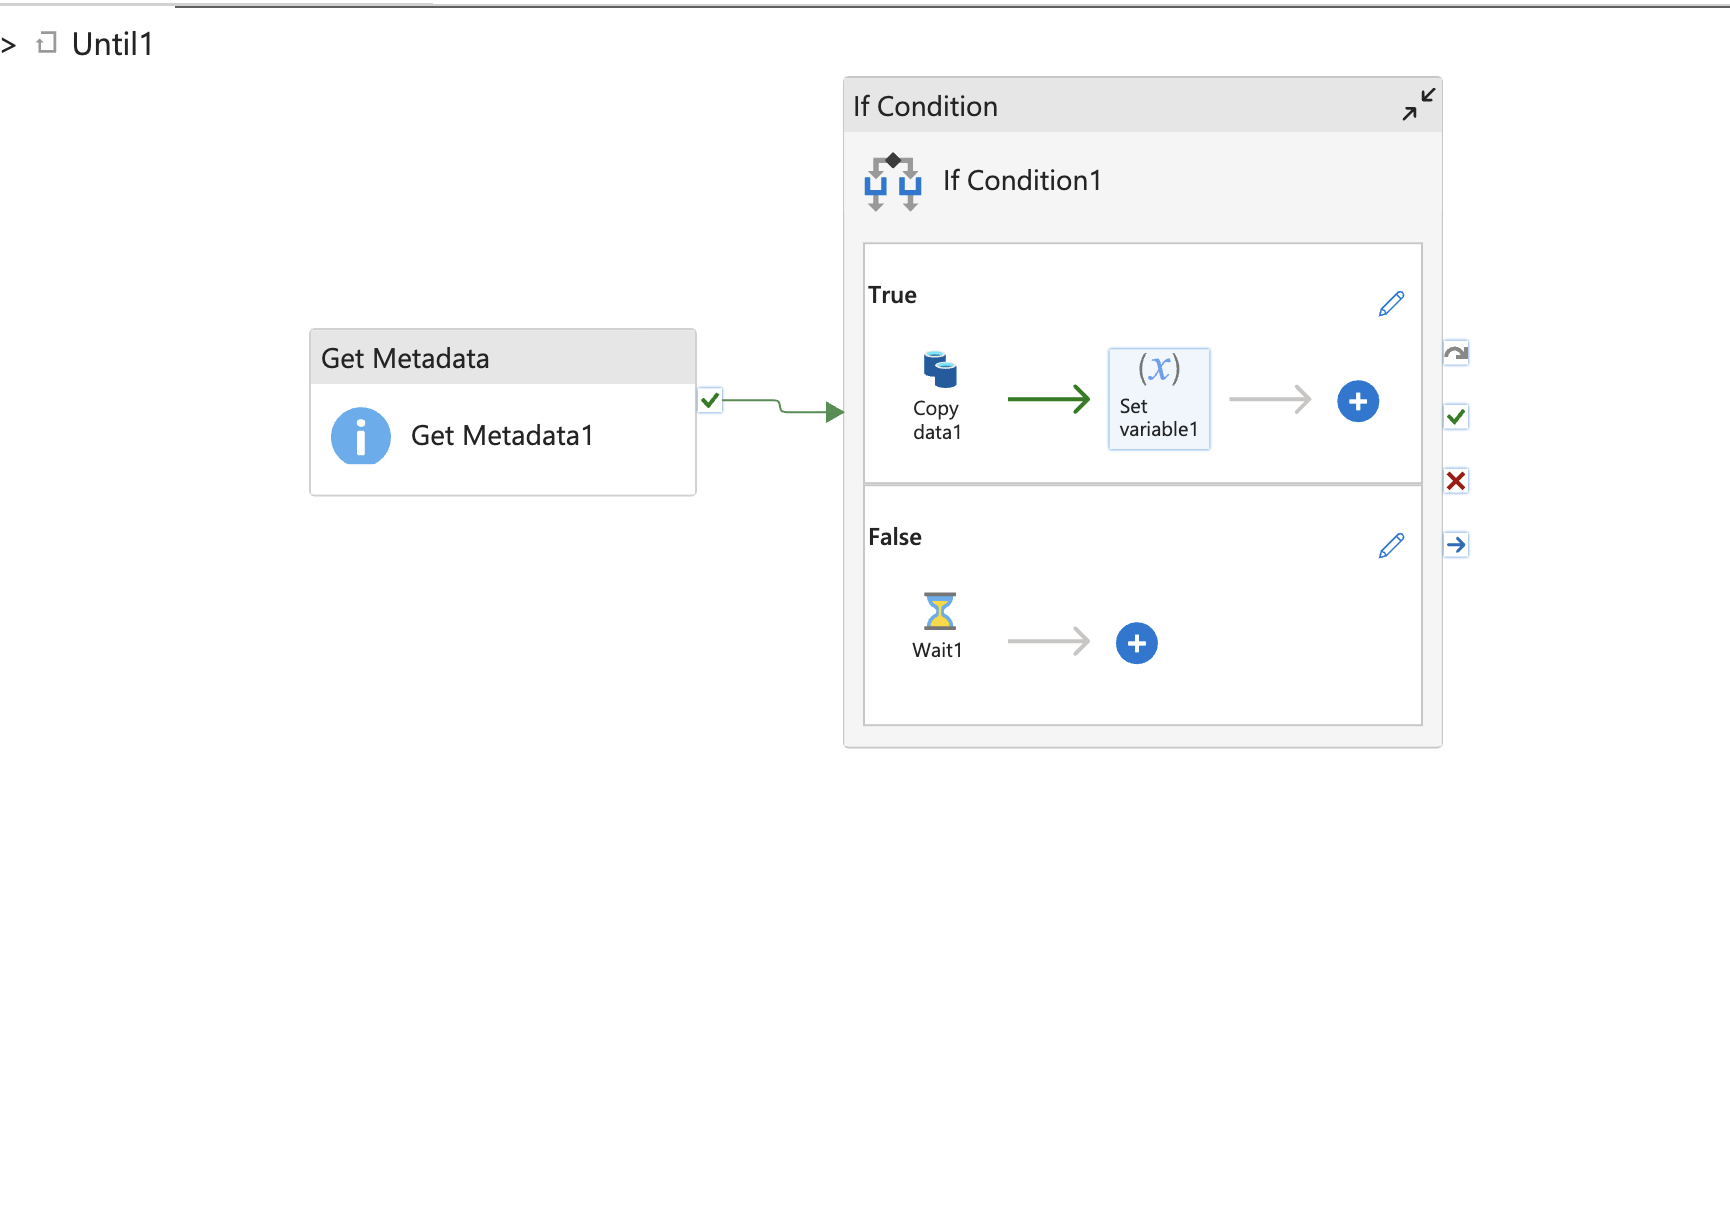 > Until1
If Condition
If Condition1
True
Get Metadata
Get Metadata1
Copy
data1
(x)
Set
variable1
False
Wait1